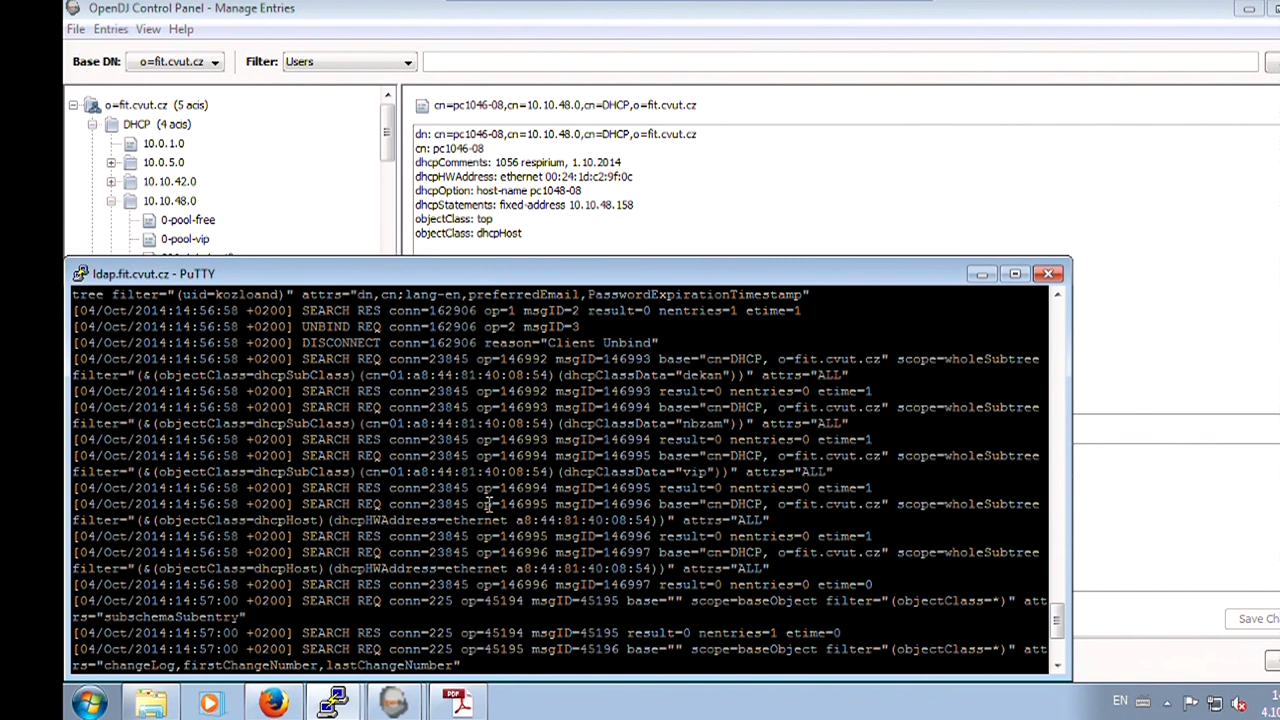 OpenDJ Control Panel - Manage Entries
File Entries View Help
Base DN: o=fit.cvut.cz Filter: Users
o=fit.cvut.cz (5 acis)
DHCP (4 acis)
10.0.1.0
10.0.5.0
10.10.42.0
10.10.48.0
0-pool-free
0-pool-vip
cn=pc1046-08,cn=10.10.48.0,cn=DHCP,o=fit.cvut.cz
dn: cn=pc1046-08,cn=10.10.48.0,cn=DHCP,o=fit.cvut.cz
cn: pc1046-08
dhcpComments: 1056 respirium, 1.10.2014
dhcpHWAddress: ethernet 00:24:1d:c2:9f:0c
dhcpOption: host-name pc1048-08
dhcpStatements: fixed-address 10.10.48.158
objectClass: top
objectClass: dhcpHost
ldap.fit.cvut.cz - PuTTY
tree filter="(uid=kozloand)" attrs="dn,cn;lang-en,preferredEmail,PasswordExpirationTimestamp"
[04/Oct/2014:14:56:58 +0200] SEARCH RES conn=162906 op=1 msgID=2 result=0 nentries=1 etime=1
[04/Oct/2014:14:56:58 +0200] UNBIND REQ conn=162906 op=2 msgID=3
[04/Oct/2014:14:56:58 +0200] DISCONNECT conn=162906 reason="Client Unbind"
[04/Oct/2014:14:56:58 +0200] SEARCH REQ conn=23845 op=146992 msgID=146993 base="cn=DHCP, o=fit.cvut.cz" scope=wholeSubtree
filter="(&(objectClass=dhcpSubClass)(cn=01:a8:44:81:40:08:54)(dhcpClassData="dekan"))" attrs="ALL"
[04/Oct/2014:14:56:58 +0200] SEARCH RES conn=23845 op=146992 msgID=146993 result=0 nentries=0 etime=1
[04/Oct/2014:14:56:58 +0200] SEARCH REQ conn=23845 op=146993 msgID=146994 base="cn=DHCP, o=fit.cvut.cz" scope=wholeSubtree
filter="(&(objectClass=dhcpSubClass)(cn=01:a8:44:81:40:08:54)(dhcpClassData="nbzam"))" attrs="ALL"
[04/Oct/2014:14:56:58 +0200] SEARCH RES conn=23845 op=146993 msgID=146994 result=0 nentries=0 etime=1
[04/Oct/2014:14:56:58 +0200] SEARCH REQ conn=23845 op=146994 msgID=146995 base="cn=DHCP, o=fit.cvut.cz" scope=wholeSubtree
filter="(&(objectClass=dhcpSubClass)(cn=01:a8:44:81:40:08:54)(dhcpClassData="vip"))" attrs="ALL"
[04/Oct/2014:14:56:58 +0200] SEARCH RES conn=23845 op=146994 msgID=146995 result=0 nentries=0 etime=1
[04/Oct/2014:14:56:58 +0200] SEARCH REQ conn=23845 op=146995 msgID=146996 base="cn=DHCP, o=fit.cvut.cz" scope=wholeSubtree
filter="(&(objectClass=dhcpHost)(dhcpHWAddress=ethernet a8:44:81:40:08:54))" attrs="ALL"
[04/Oct/2014:14:56:58 +0200] SEARCH RES conn=23845 op=146995 msgID=146996 result=0 nentries=0 etime=1
[04/Oct/2014:14:56:58 +0200] SEARCH REQ conn=23845 op=146996 msgID=146997 base="cn=DHCP, o=fit.cvut.cz" scope=wholeSubtree
filter="(&(objectClass=dhcpHost)(dhcpHWAddress=ethernet a8:44:81:40:08:54))" attrs="ALL"
[04/Oct/2014:14:56:58 +0200] SEARCH RES conn=23845 op=146996 msgID=146997 result=0 nentries=0 etime=0
[04/Oct/2014:14:57:00 +0200] SEARCH REQ conn=225 op=45194 msgID=45195 base="" scope=baseObject filter="(objectClass=*)" att
rs="subschemaSubentry"
[04/Oct/2014:14:57:00 +0200] SEARCH RES conn=225 op=45194 msgID=45195 result=0 nentries=1 etime=0
[04/Oct/2014:14:57:00 +0200] SEARCH REQ conn=225 op=45195 msgID=45196 base="" scope=baseObject filter="(objectClass=*)" att
rs="changeLog,firstChangeNumber,lastChangeNumber"
Save Ch
EN
4.10